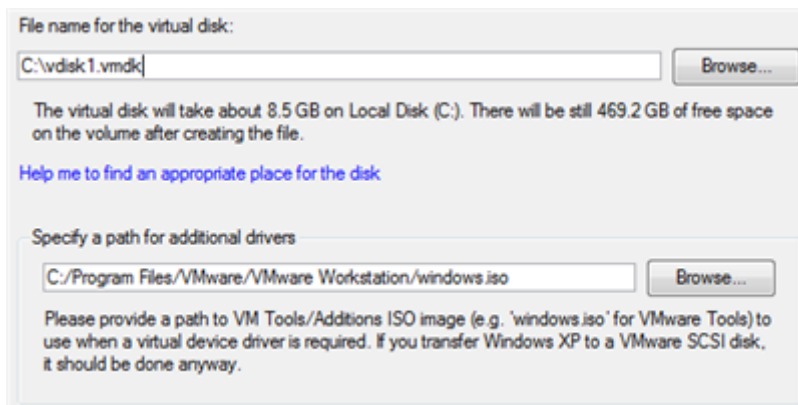 File name for the virtual disk:
C:\vdisk1.vmdk
Browse...
The virtual disk will take about 8.5 GB on Local Disk (C:). There will be still 469.2 GB of free space
on the volume after creating the file.
Help me to find an appropriate place for the disk
Specify a path for additional drivers
C:/Program Files/VMware/VMware Workstation/windows.iso
Browse...
Please provide a path to VM Tools/Additions ISO image (e.g. 'windows.iso' for VMware Tools) to
use when a virtual device driver is required. If you transfer Windows XP to a VMware SCSI disk,
it should be done anyway.